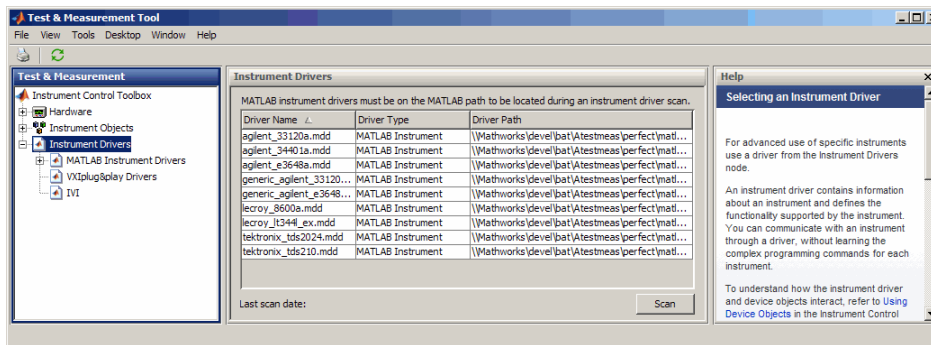 Test & Measurement Tool
File View Tools Desktop Window Help
Test & Measurement
Instrument Control Toolbox
Hardware
Instrument Objects
Instrument Drivers
MATLAB Instrument Drivers
VXIplug&play Drivers
IVI
Instrument Drivers
MATLAB instrument drivers must be on the MATLAB path to be located during an instrument driver scan.
Driver Name Driver Type Driver Path
agilent_33120a.mdd MATLAB Instrument \\Mathworks\devel\bat\Atestmeas\perfect\matl...
agilent_34401a.mdd MATLAB Instrument \\Mathworks\devel\bat\Atestmeas\perfect\matl...
agilent_e3648a.mdd MATLAB Instrument \\Mathworks\devel\bat\Atestmeas\perfect\matl...
generic_agilent_33120... MATLAB Instrument \\Mathworks\devel\bat\Atestmeas\perfect\matl...
generic_agilent_e3648... MATLAB Instrument \\Mathworks\devel\bat\Atestmeas\perfect\matl...
lecroy_8600a.mdd MATLAB Instrument \\Mathworks\devel\bat\Atestmeas\perfect\matl...
lecroy_lt344l_ex.mdd MATLAB Instrument \\Mathworks\devel\bat\Atestmeas\perfect\matl...
tektronix_tds2024.mdd MATLAB Instrument \\Mathworks\devel\bat\Atestmeas\perfect\matl...
tektronix_tds210.mdd MATLAB Instrument \\Mathworks\devel\bat\Atestmeas\perfect\matl...
Last scan date:
Scan
Help
Selecting an Instrument Driver
For advanced use of specific instruments
use a driver from the Instrument Drivers
node.
An instrument driver contains information
about an instrument and defines the
functionality supported by the instrument.
You can communicate with an instrument
through a driver, without learning the
complex programming commands for each
instrument.
To understand how the instrument driver
and device objects interact, refer to Using
Device Objects in the Instrument Control